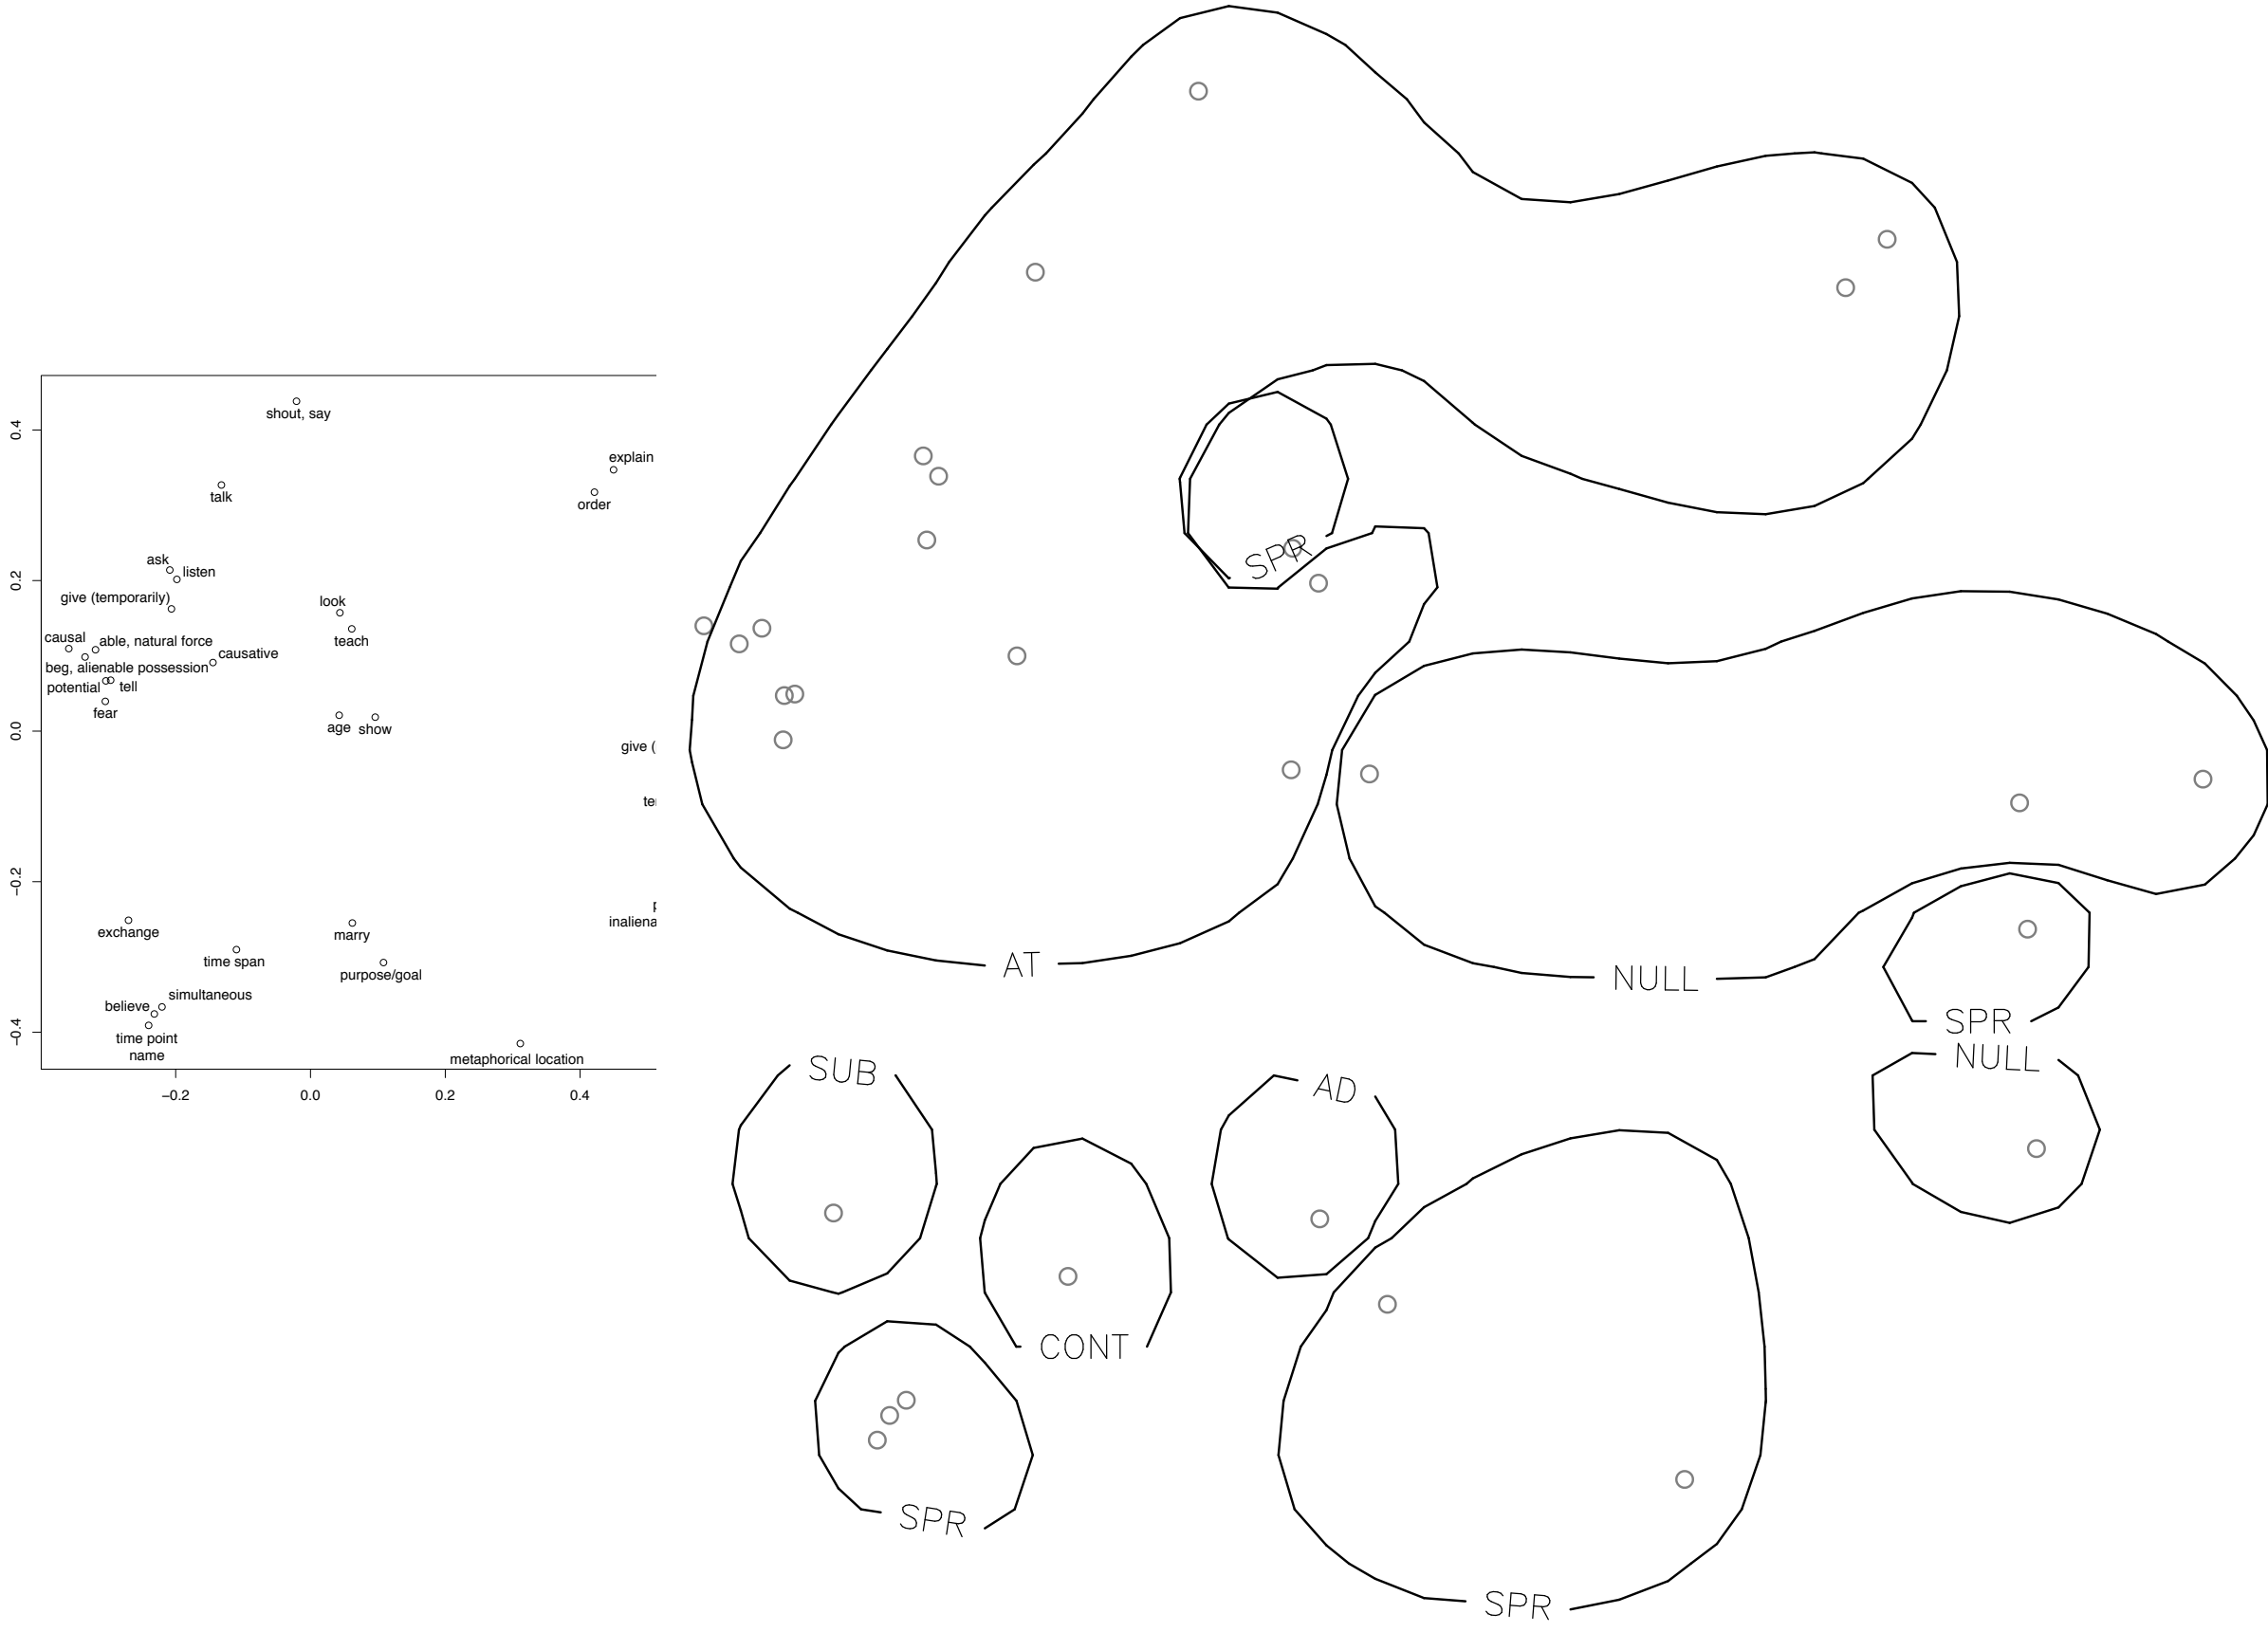 shout, say
explain
talk
order
ask
listen
give (temporarily)
look
teach
causal
able, natural force
causative
beg, alienable possession
potential
tell
fear
age
show
give (
inaliena
exchange
marry
time span
purpose/goal
simultaneous
believe
time point
name
metaphorical location
0.4
0.2
0.0
−0.2
−0.4
−0.2
0.0
0.2
0.4
SPR
AT
NULL
SPR
NULL
SUB
AD
CONT
SPR
SPR